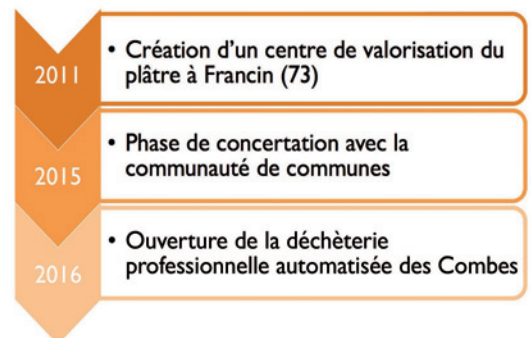 2011
• Création d'un centre de valorisation du
plâtre à Francin (73)
2015
• Phase de concertation avec la
communauté de communes
2016
• Ouverture de la déchèterie
professionnelle automatisée des Combes